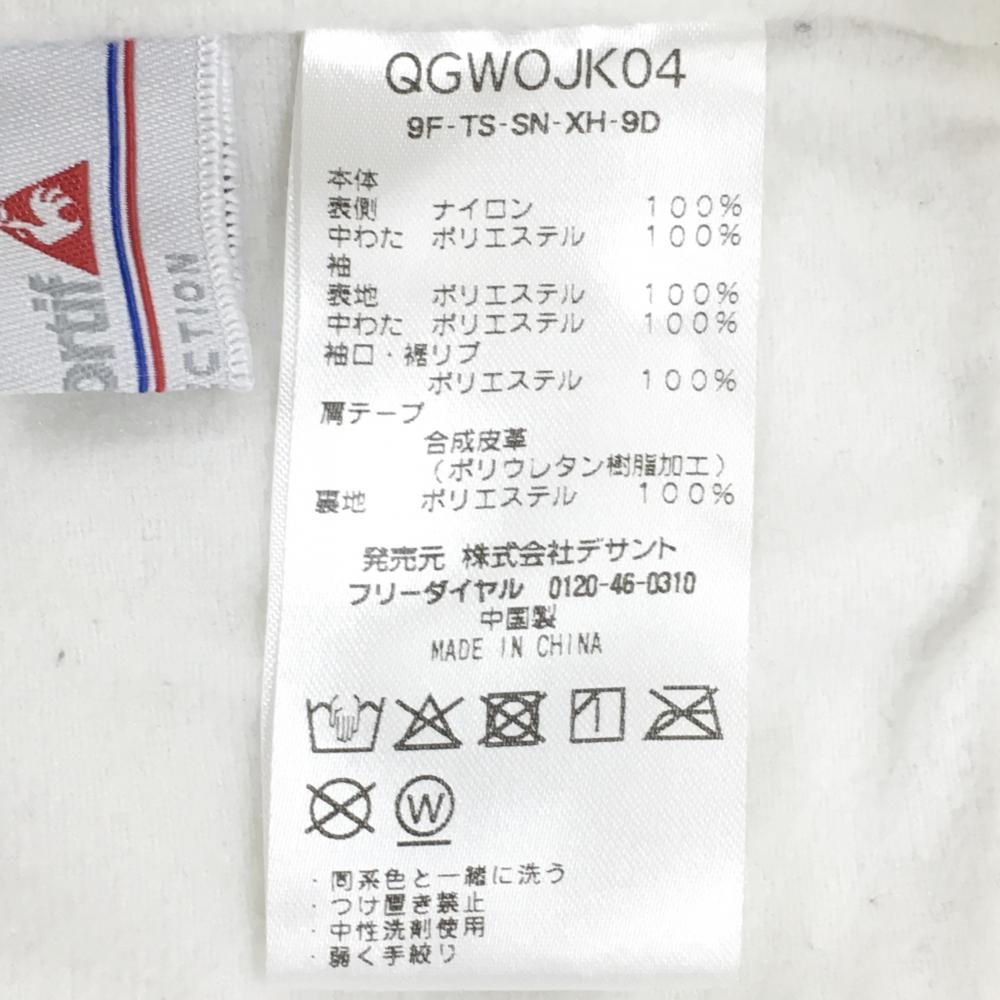 QGWOJK04
9F-TS-SN-XH-9D
本体
表側 ナイロン 100%
中わた ポリエステル 100%
袖
表地 ポリエステル 100%
中わた ポリエステル 100%
袖口・裾リブ
ポリエステル 100%
肩テープ
合成皮革
(ポリウレタン樹脂加工)
裏地 ポリエステル 100%
発売元 株式会社デサント
フリーダイヤル 0120-46-0310
中国製
MADE IN CHINA
W
・同系色と一緒に洗う
・つけ置き禁止
・中性洗剤使用
・弱く手絞り
ortif
CTION